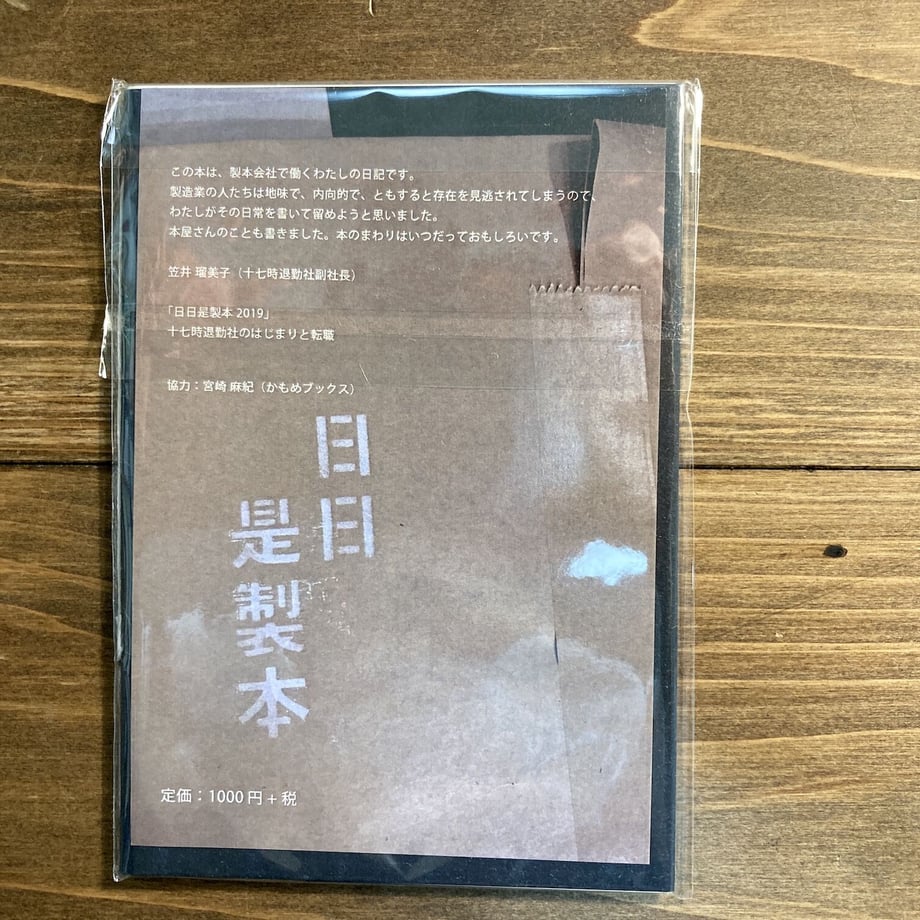 この本は、製本会社で働くわたしの日記です。
製造業の人たちは地味で、内向的で、ともすると存在を見逃されてしまうので、
わたしがその日常を書いて留めようと思いました。
本屋さんのことも書きました。本のまわりはいつだっておもしろいです。
笠井 瑠美子（十七時退勤社副社長）
「日日是製本 2019」
十七時退勤社のはじまりと転職
協力：宮崎 麻紀（かもめブックス）
日日
是製本
定価：1000 円 + 税